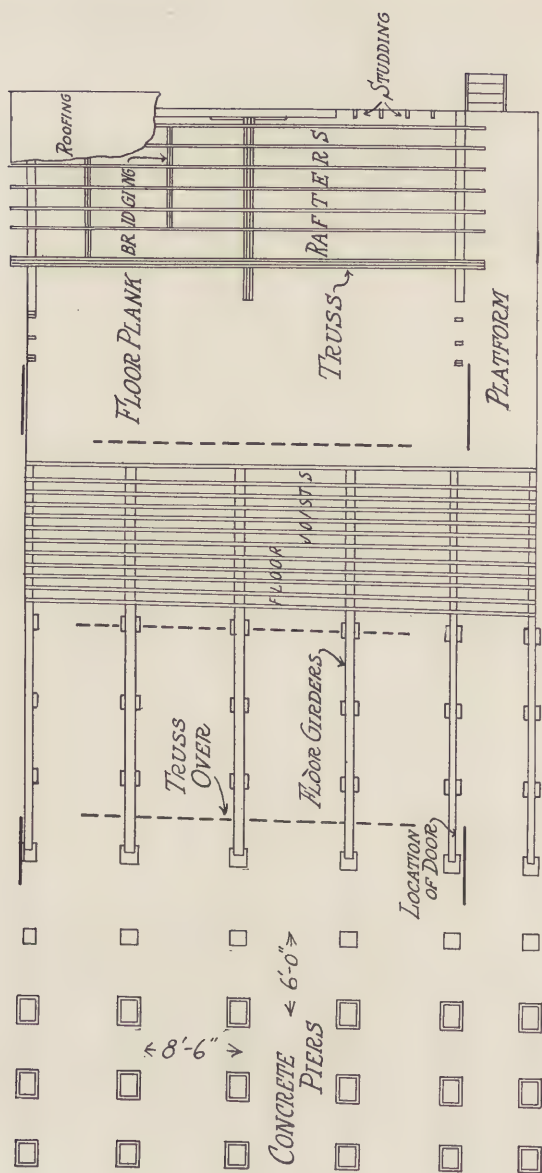 ROOFING
STUDDING
BRIDGING
RAFTERS
FLOOR PLANK
TRUSS
PLATFORM
FLOOR JOISTS
TRUSS
OVER
FLOOR GIRDERS
LOCATION
OF DOOR
8'-6"
6'-0"
CONCRETE
PIERS